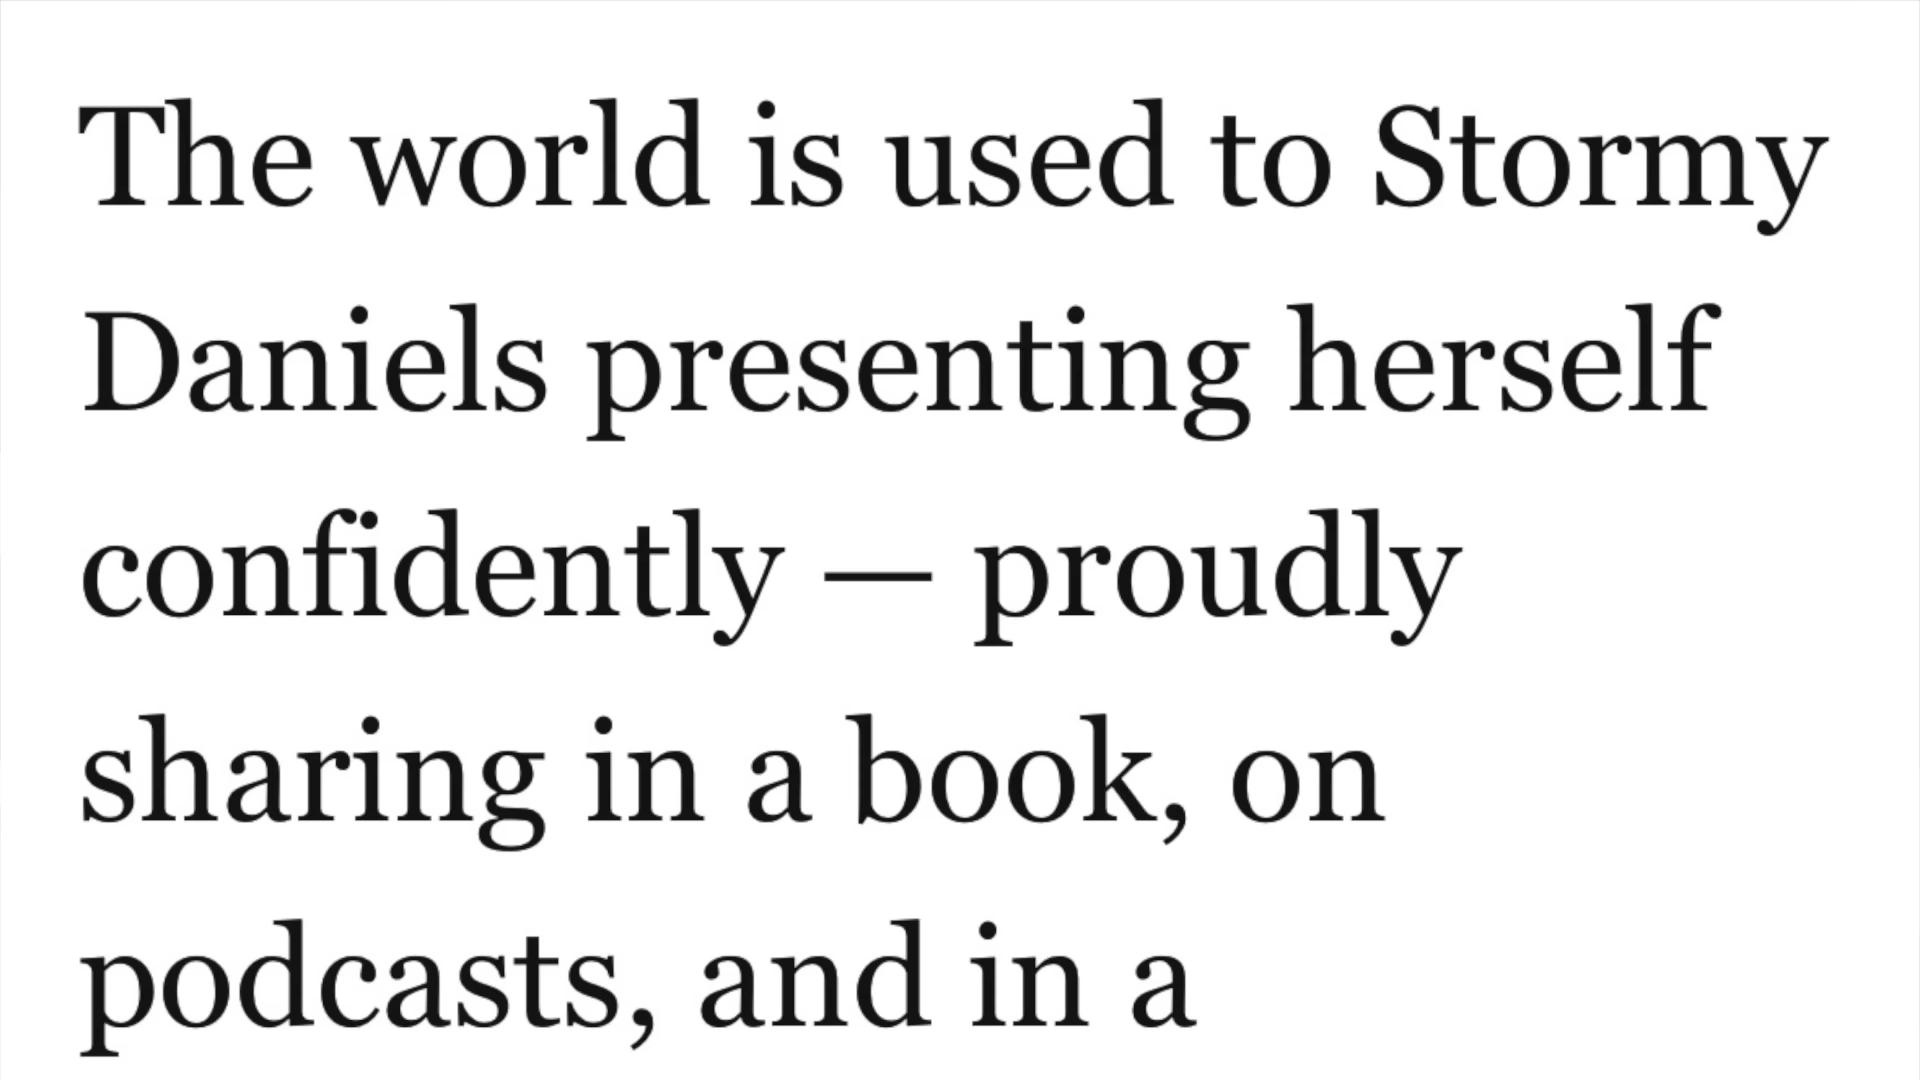 The world is used to Stormy
Daniels presenting herself
confidently — proudly
sharing in a book, on
podcasts, and in a